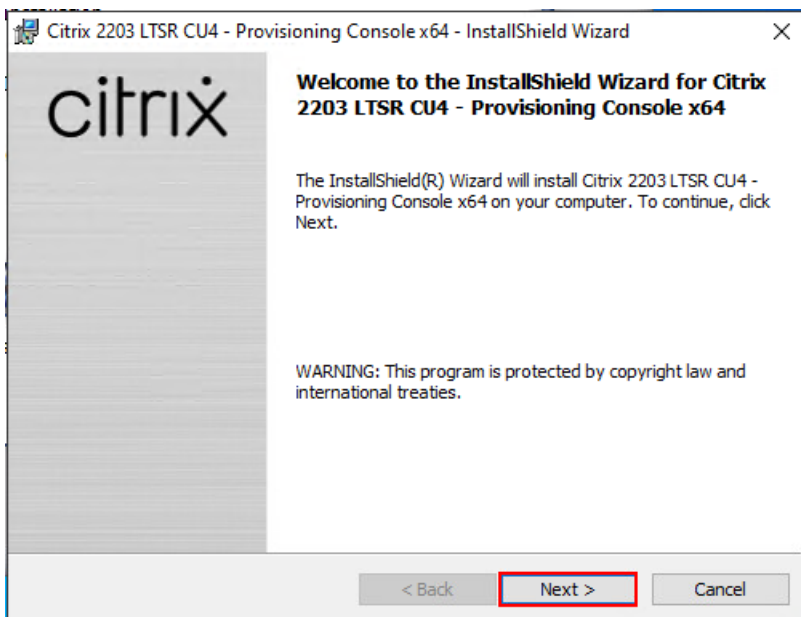 Citrix 2203 LTSR CU4 - Provisioning Console x64 - InstallShield Wizard
citrix
Welcome to the InstallShield Wizard for Citrix
2203 LTSR CU4 - Provisioning Console x64
The InstallShield(R) Wizard will install Citrix 2203 LTSR CU4 -
Provisioning Console x64 on your computer. To continue, click
Next.
WARNING: This program is protected by copyright law and
international treaties.
< Back
Next >
Cancel